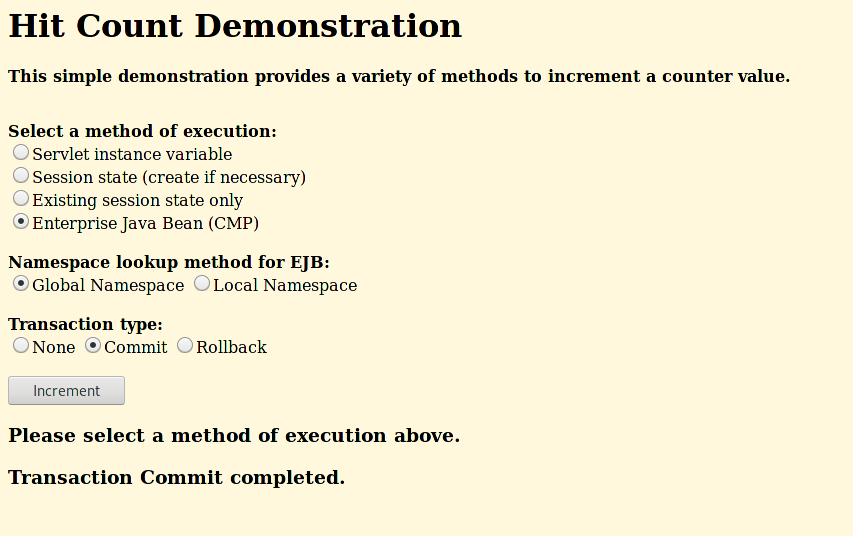 Hit Count Demonstration
This simple demonstration provides a variety of methods to increment a counter value.
Select a method of execution:
Servlet instance variable
Session state (create if necessary)
Existing session state only
Enterprise Java Bean (CMP)
Namespace lookup method for EJB:
Global Namespace Local Namespace
Transaction type:
None Commit Rollback
Increment
Please select a method of execution above.
Transaction Commit completed.